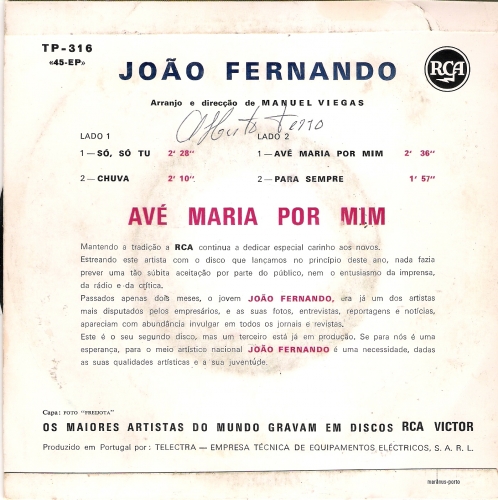 TP-316
«45-EP»
JOÃO FERNANDO
RCA
Arranjo e direcção de MANUEL VIEGAS
LADO 1
1 — SÓ, SÓ TU 2' 28"
2 — CHUVA 2' 10"
LADO 2
1 — AVÉ MARIA POR MIM 2' 36"
2 — PARA SEMPRE 1' 57"
AVÉ MARIA POR MIM
Mantendo a tradição a RCA continua a dedicar especial carinho aos novos.
Estreando este artista com o disco que lançamos no princípio deste ano, nada fazia
prever uma tão súbita aceitação por parte do público, nem o entusiasmo da imprensa,
da rádio e da crítica.
Passados apenas dois meses, o jovem JOÃO FERNANDO, era já um dos artistas
mais disputados pelos empresários, e as suas fotos, entrevistas, reportagens e notícias,
apareciam com abundância invulgar em todos os jornais e revistas.
Este é o seu segundo disco, mas um terceiro está já em produção. Se para nós é uma
esperança, para o meio artístico nacional JOÃO FERNANDO é uma necessidade, dadas
as suas qualidades artísticas e a sua juventude.
Capa: FOTO "FREIJOTA"
OS MAIORES ARTISTAS DO MUNDO GRAVAM EM DISCOS RCA VICTOR
Produzido em Portugal por: TELECTRA — EMPRESA TÉCNICA DE EQUIPAMENTOS ELÉCTRICOS, S. A. R. L.
marânus-porto